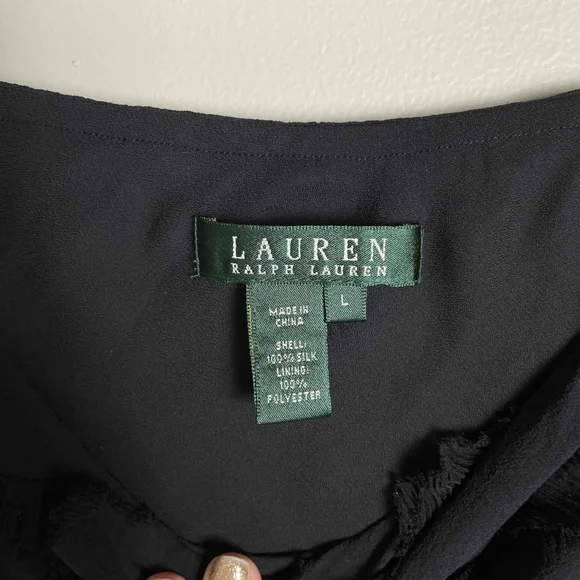 LAUREN
RALPH LAUREN
L
MADE IN
CHINA
SHELL:
100% SILK
LINING:
100%
POLYESTER